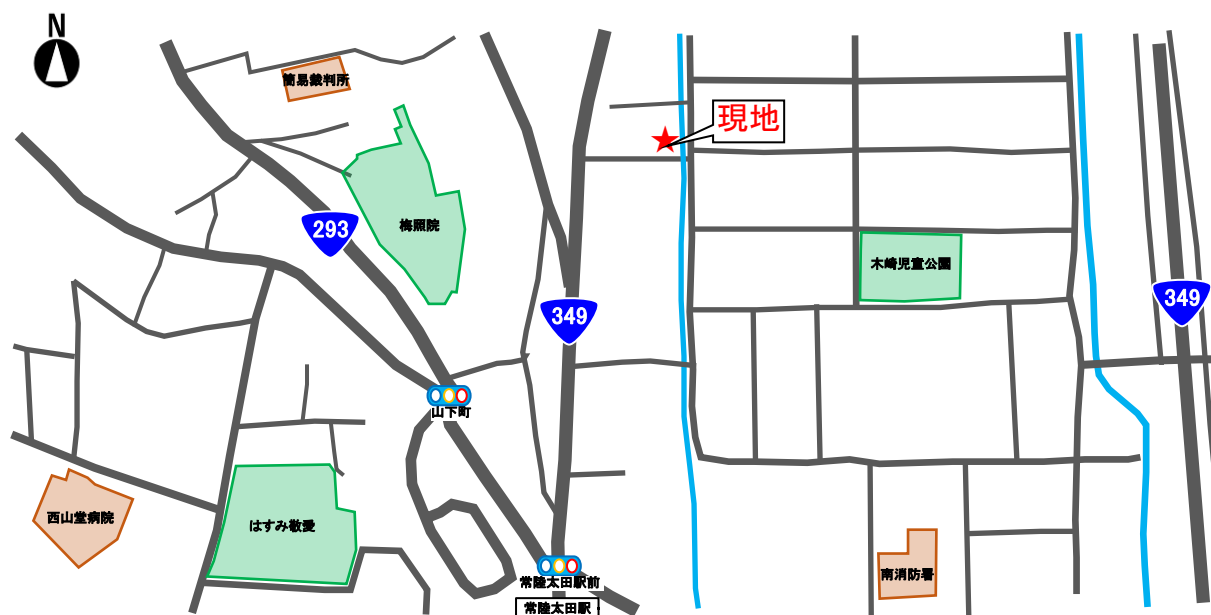 N
簡易裁判所
現地
293
梅照院
木崎児童公園
349
349
山下町
西山堂病院
はすみ敬愛
常陸太田駅前
南消防署
常陸太田駅